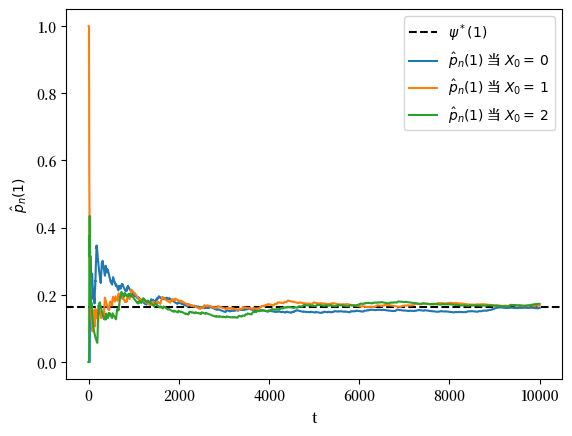 1.0
0.8
0.6
0.4
0.2
0.0
p̂ₙ(1)
0 2000 4000 6000 8000 10000
t
ψ*(1)
p̂ₙ(1) 当 X₀ = 0
p̂ₙ(1) 当 X₀ = 1
p̂ₙ(1) 当 X₀ = 2